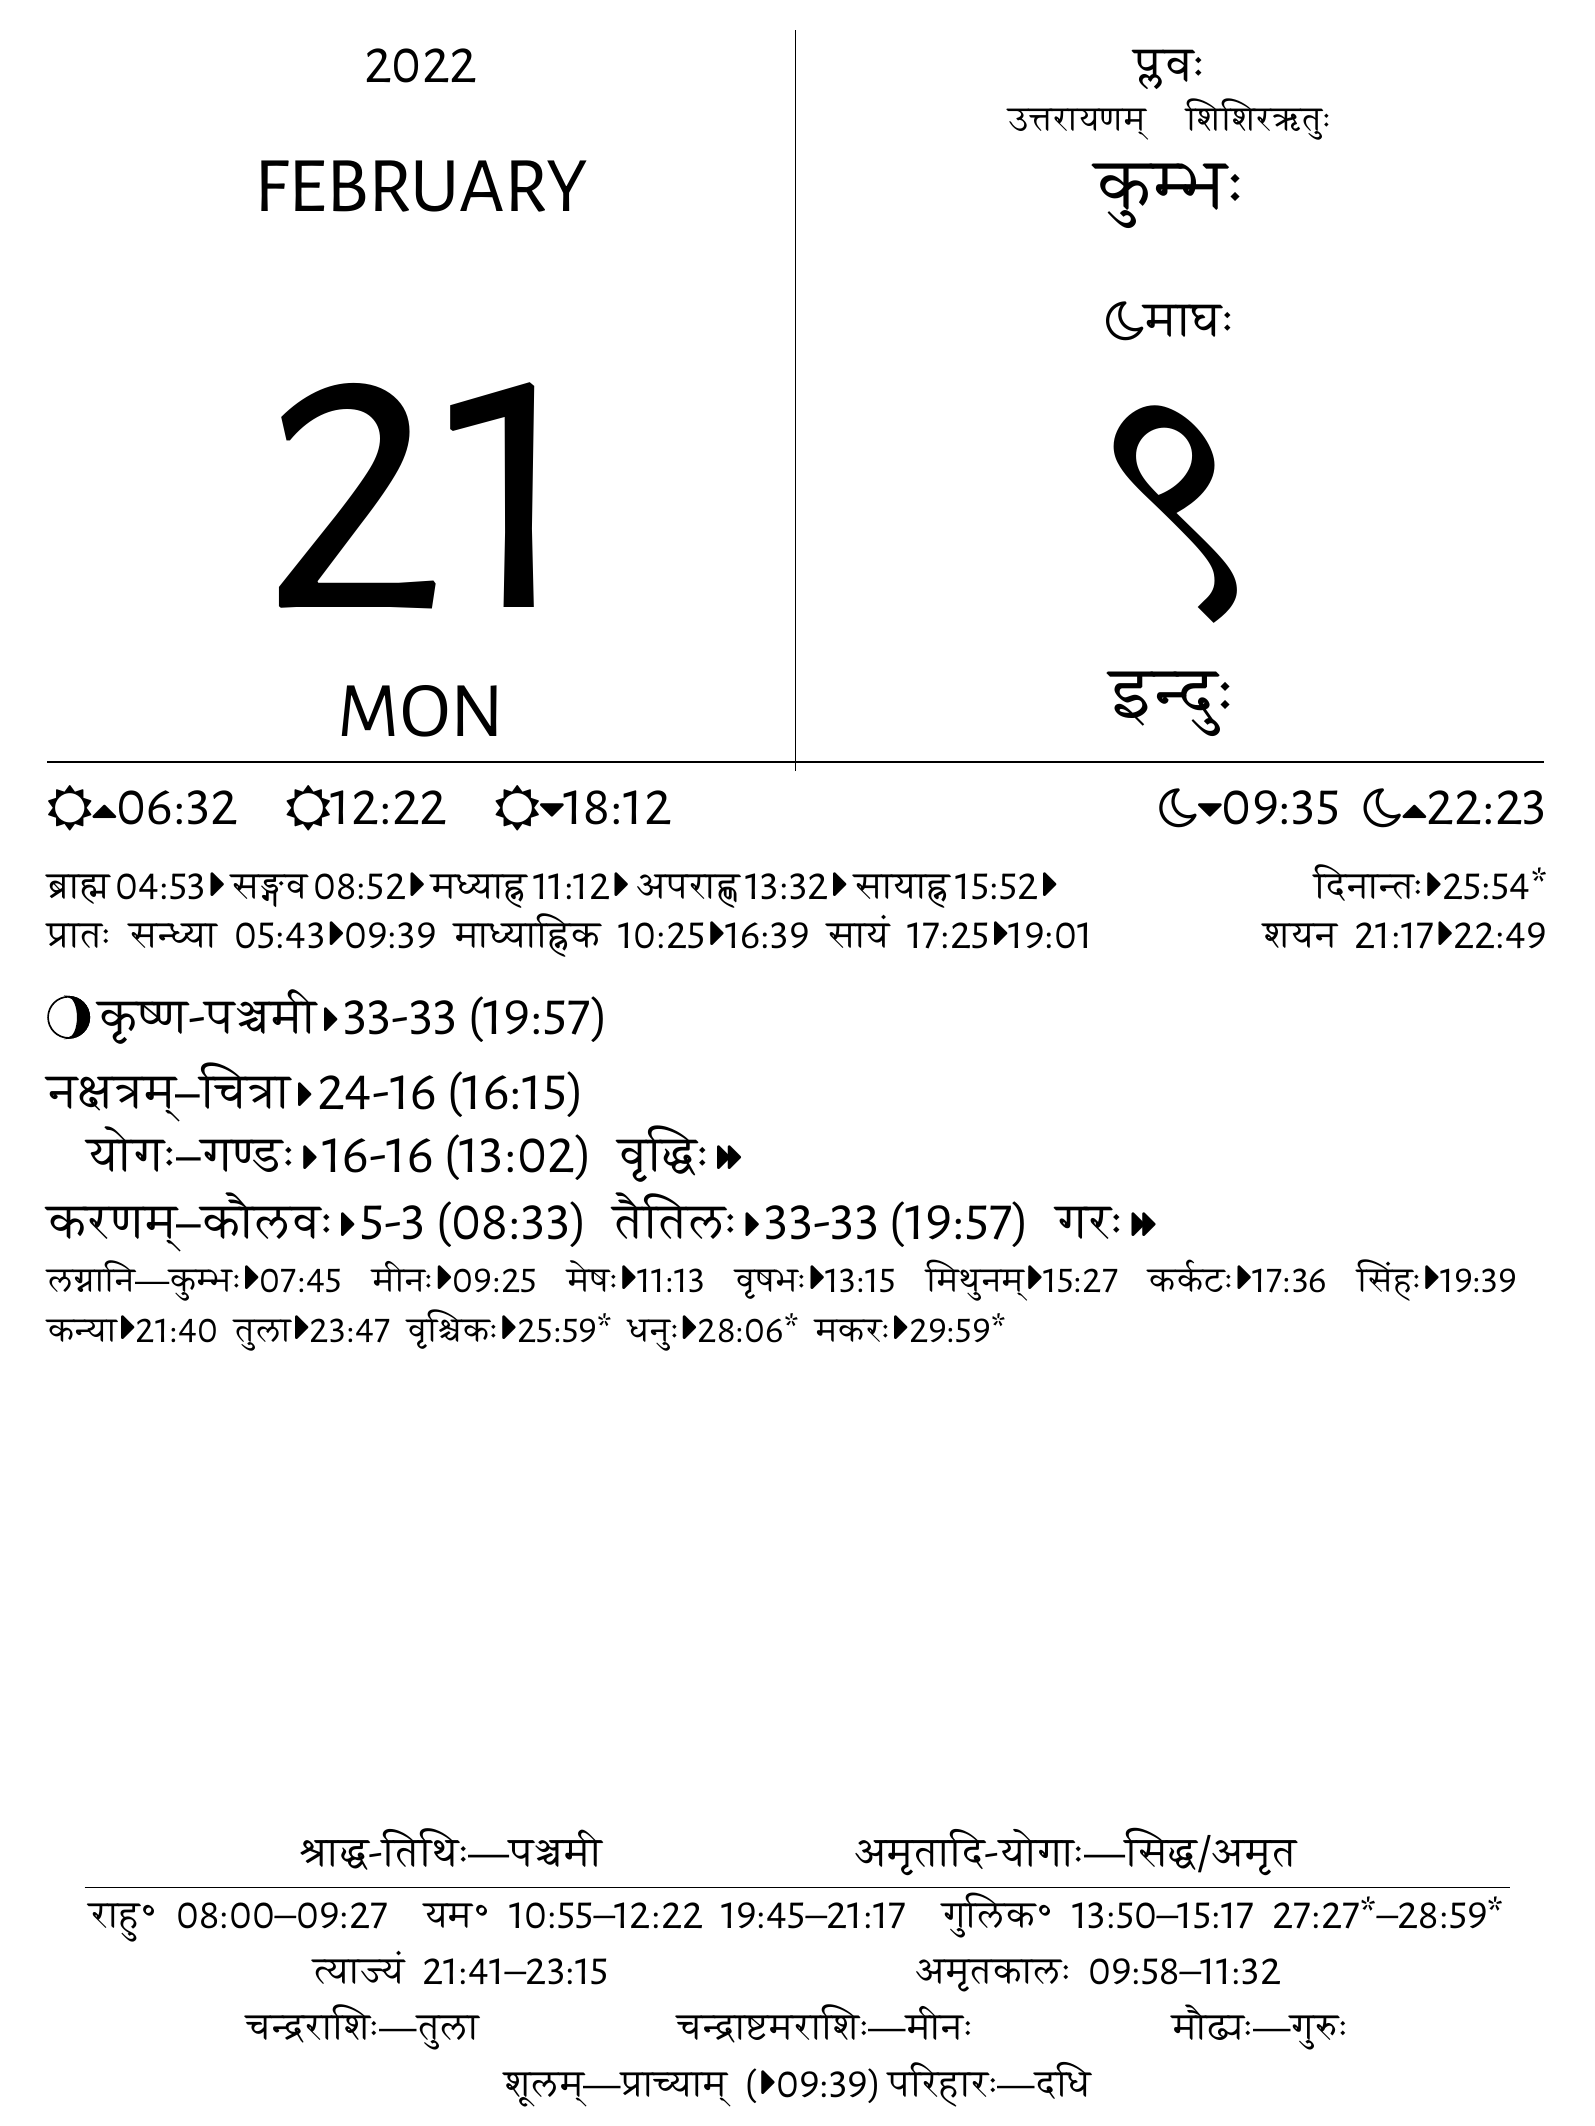 2022
FEBRUARY
21
MON
प्लवः
उत्तरायणम् शिशिरऋतुः
कुम्भः
माघः
९
इन्दुः
06:32 12:22 18:12 09:35 22:23
ब्राह्म 04:53 सङ्गव 08:52 मध्याह्न 11:12 अपराह्ण 13:32 सायाह्न 15:52 दिनान्तः 25:54*
प्रातः सन्ध्या 05:43 09:39 माध्याह्निक 10:25 16:39 सायं 17:25 19:01 शयन 21:17 22:49
कृष्ण-पञ्चमी 33-33 (19:57)
नक्षत्रम्–चित्रा 24-16 (16:15)
योगः–गण्डः 16-16 (13:02) वृद्धिः
करणम्–कौलवः 5-3 (08:33) तैतिलः 33-33 (19:57) गरः
लग्नानि—कुम्भः 07:45 मीनः 09:25 मेषः 11:13 वृषभः 13:15 मिथुनम् 15:27 कर्कटः 17:36 सिंहः 19:39
कन्या 21:40 तुला 23:47 वृश्चिकः 25:59* धनुः 28:06* मकरः 29:59*
श्राद्ध-तिथिः—पञ्चमी अमृतादि-योगाः—सिद्ध/अमृत
राहु॰ 08:00–09:27 यम॰ 10:55–12:22 19:45–21:17 गुलिक॰ 13:50–15:17 27:27*–28:59*
त्याज्यं 21:41–23:15 अमृतकालः 09:58–11:32
चन्द्रराशिः—तुला चन्द्राष्टमराशिः—मीनः मौढ्यः—गुरुः
शूलम्—प्राच्याम् ( 09:39) परिहारः—दधि